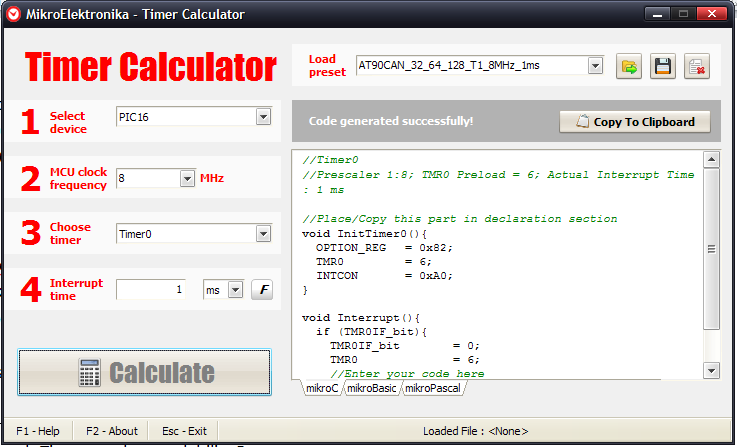 MikroElektronika - Timer Calculator
Timer Calculator
Load preset
AT90CAN_32_64_128_T1_8MHz_1ms
1 Select device
PIC16
2 MCU clock frequency
8
MHz
3 Choose timer
Timer0
4 Interrupt time
1
ms
F
Calculate
Code generated successfully!
Copy To Clipboard
//Timer0
//Prescaler 1:8; TMR0 Preload = 6; Actual Interrupt Time
: 1 ms
//Place/Copy this part in declaration section
void InitTimer0(){
OPTION_REG = 0x82;
TMR0 = 6;
INTCON = 0xA0;
}
void Interrupt(){
if (TMR0IF_bit){
TMR0IF_bit = 0;
TMR0 = 6;
//Enter your code here
mikroC mikroBasic mikroPascal
F1 - Help F2 - About Esc - Exit Loaded File : <None>